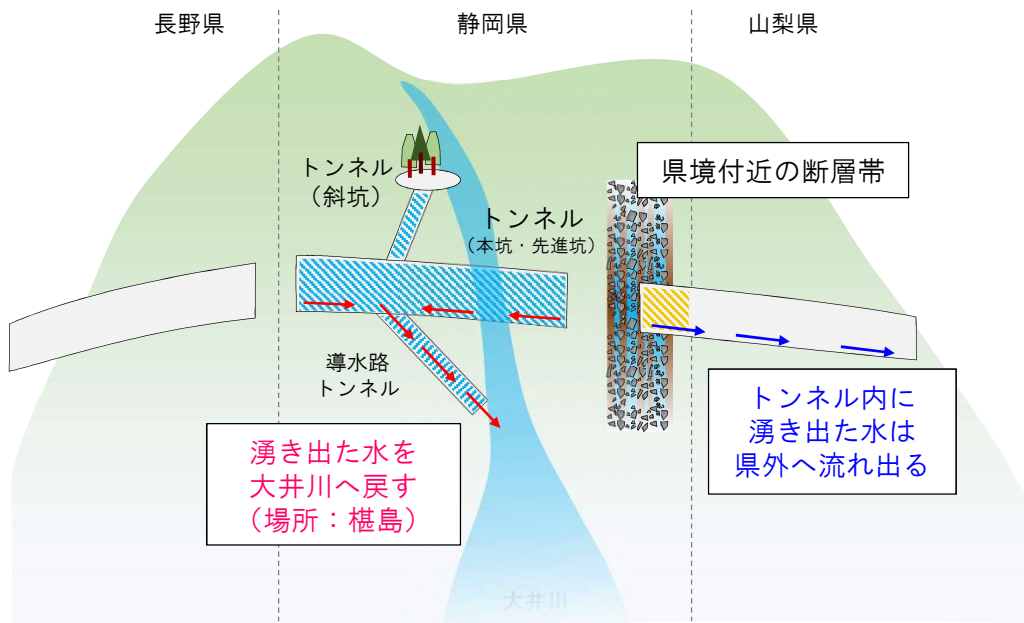 長野県
静岡県
山梨県
トンネル
（斜坑）
トンネル
（本坑・先進坑）
県境付近の断層帯
導水路
トンネル
湧き出た水を
大井川へ戻す
（場所：椹島）
トンネル内に
湧き出た水は
県外へ流れ出る
大井川